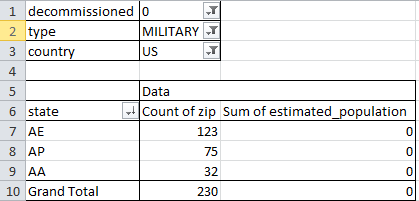 1 decommissioned 0
2 type MILITARY
3 country US
4
5 Data
6 state Count of zip Sum of estimated_population
7 AE 123 0
8 AP 75 0
9 AA 32 0
10 Grand Total 230 0